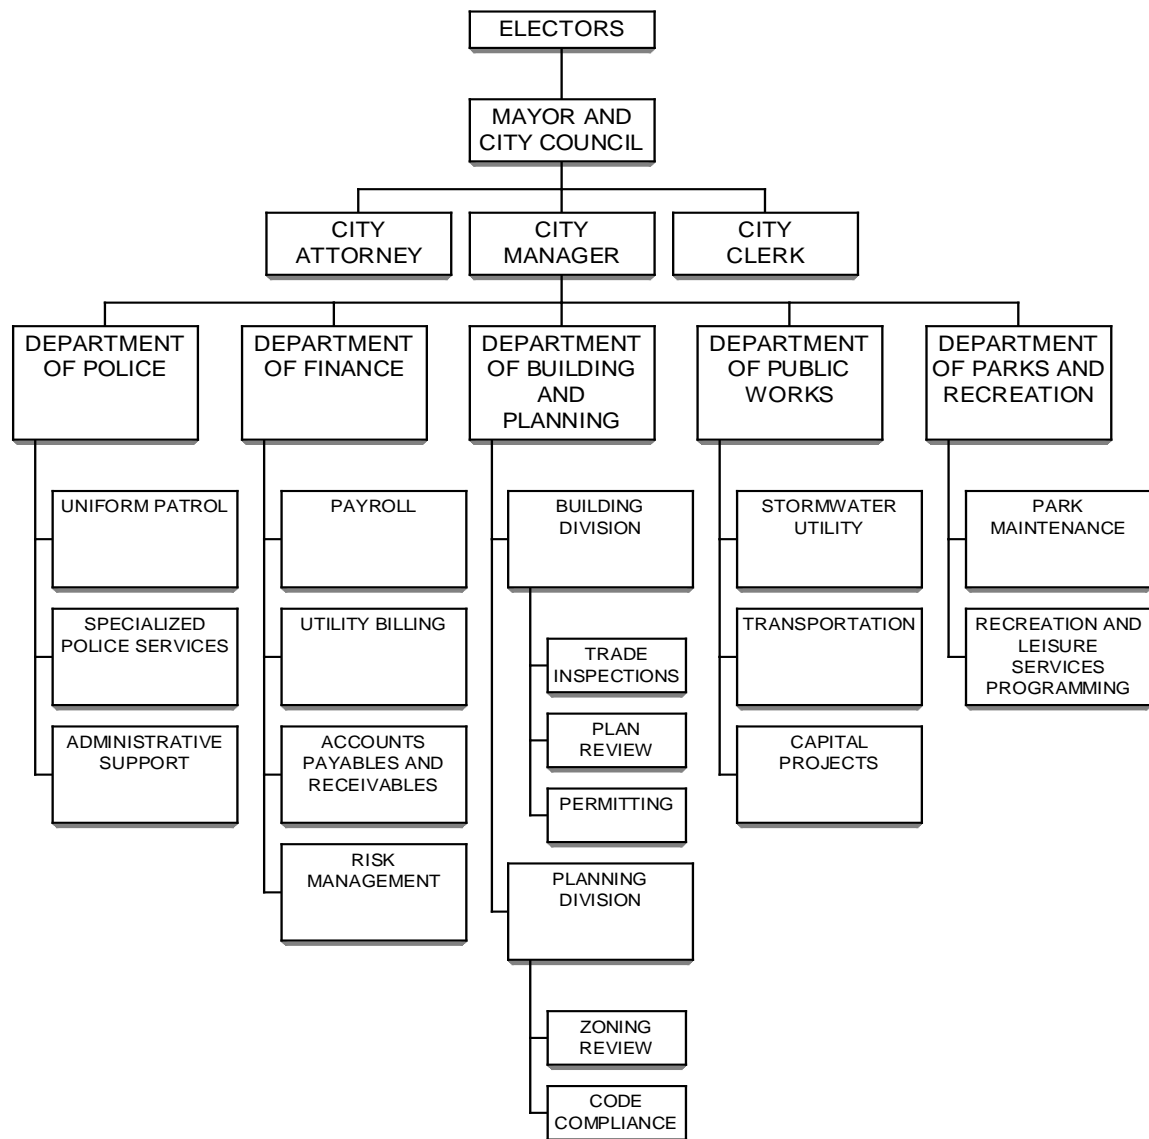 ELECTORS
MAYOR AND
CITY COUNCIL
CITY
ATTORNEY
CITY
MANAGER
CITY
CLERK
DEPARTMENT
OF POLICE
DEPARTMENT
OF FINANCE
DEPARTMENT
OF BUILDING
AND
PLANNING
DEPARTMENT
OF PUBLIC
WORKS
DEPARTMENT
OF PARKS AND
RECREATION
UNIFORM PATROL
SPECIALIZED
POLICE SERVICES
ADMINISTRATIVE
SUPPORT
PAYROLL
UTILITY BILLING
ACCOUNTS
PAYABLES AND
RECEIVABLES
RISK
MANAGEMENT
BUILDING
DIVISION
TRADE
INSPECTIONS
PLAN
REVIEW
PERMITTING
PLANNING
DIVISION
ZONING
REVIEW
CODE
COMPLIANCE
STORMWATER
UTILITY
TRANSPORTATION
CAPITAL
PROJECTS
PARK
MAINTENANCE
RECREATION AND
LEISURE
SERVICES
PROGRAMMING